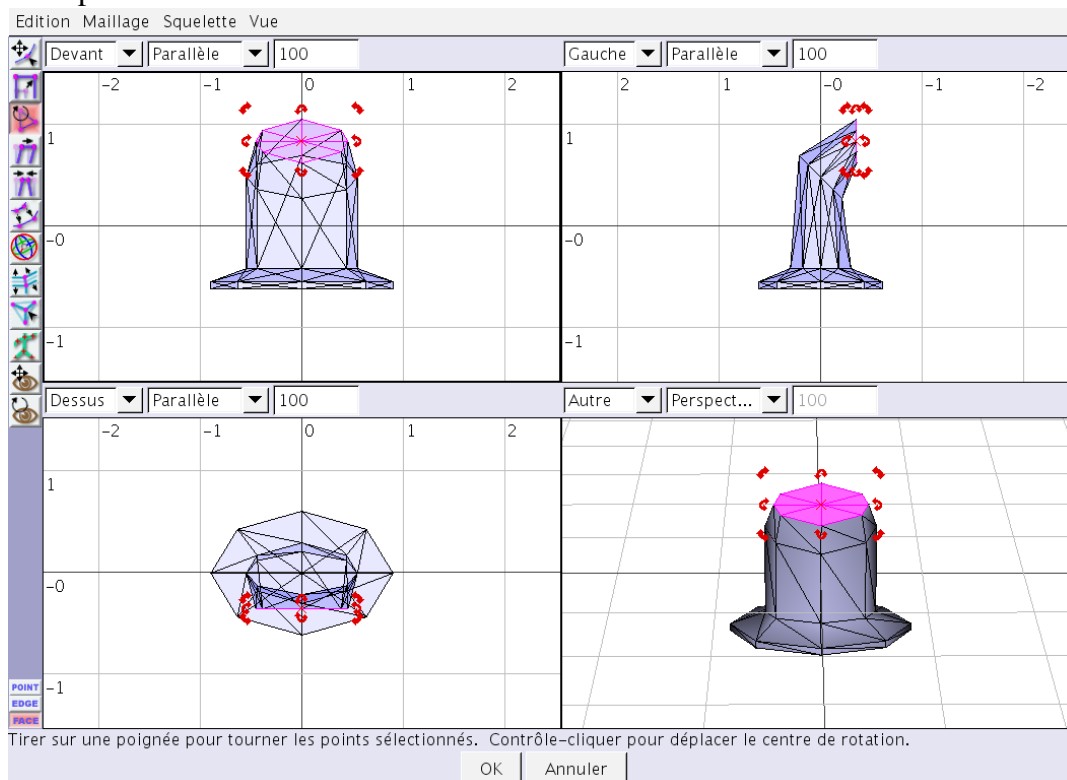 Edition Maillage Squelette Vue
Devant Parallèle 100
Gauche Parallèle 100
-2 -1 0 1 2
2 1 -0 -1 -2
1
1
-0
-0
-1
-1
Dessus Parallèle 100
Autre Perspect... 100
-2 -1 0 1 2
1
-0
-1
POINT
EDGE
FACE
Tirer sur une poignée pour tourner les points sélectionnés. Contrôle-cliquer pour déplacer le centre de rotation.
OK Annuler